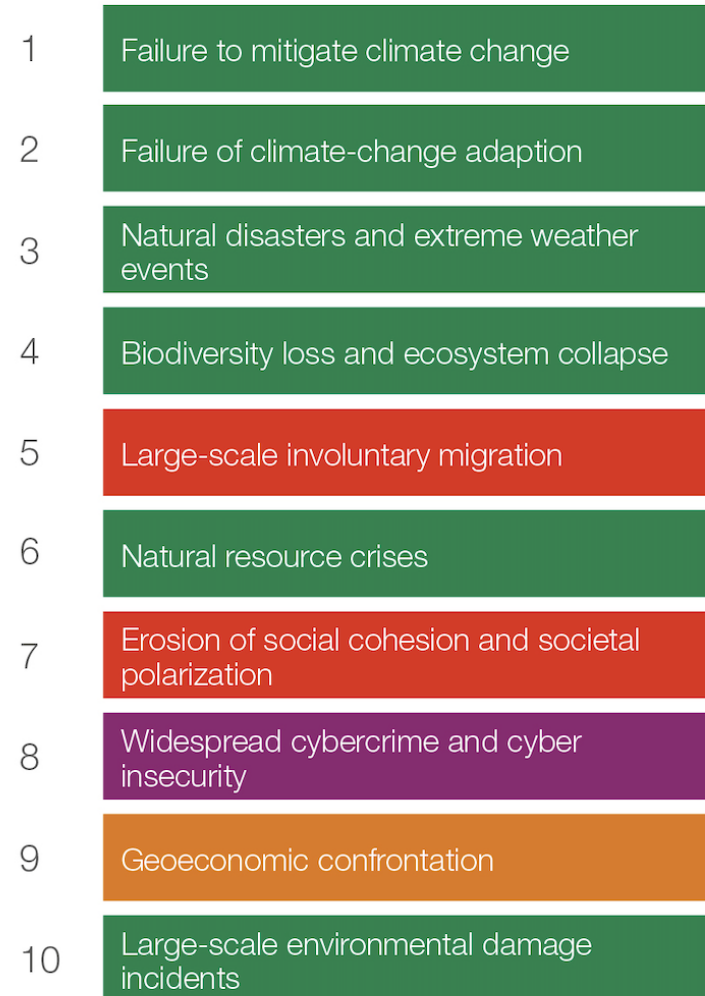 1
Failure to mitigate climate change
2
Failure of climate-change adaption
3
Natural disasters and extreme weather
events
4
Biodiversity loss and ecosystem collapse
5
Large-scale involuntary migration
6
Natural resource crises
7
Erosion of social cohesion and societal
polarization
8
Widespread cybercrime and cyber
insecurity
9
Geoeconomic confrontation
10
Large-scale environmental damage
incidents